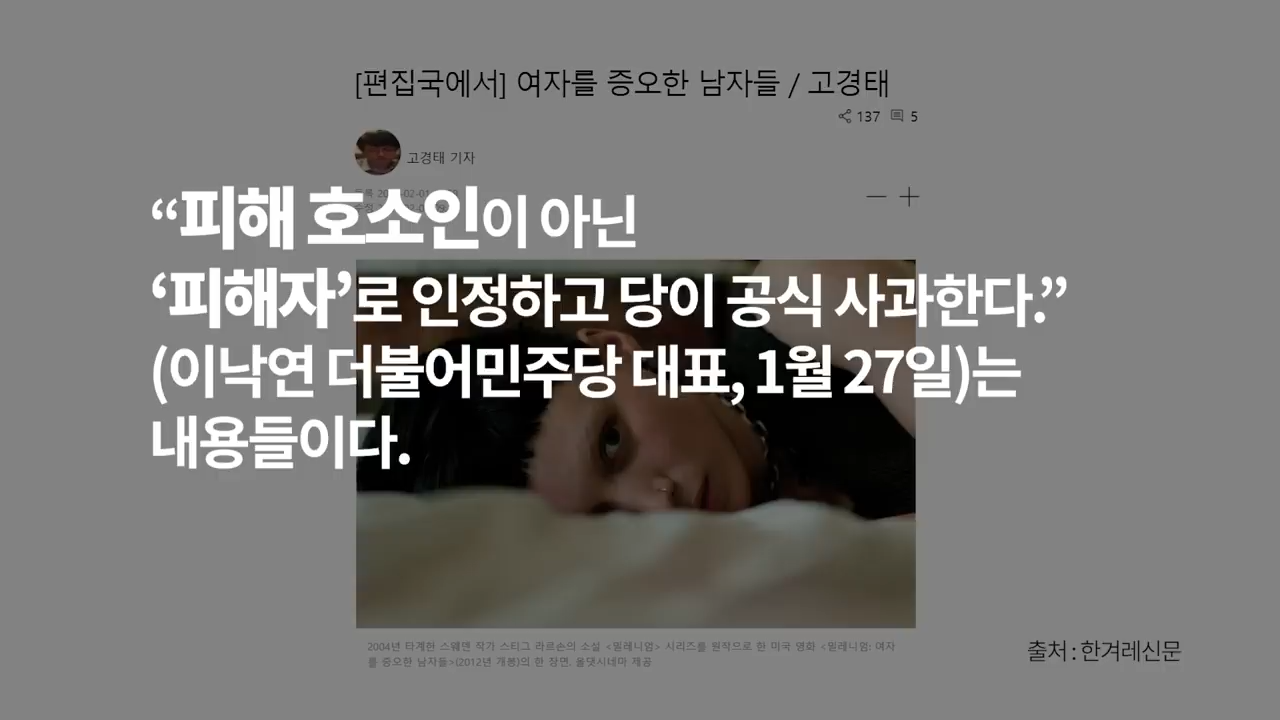 [편집국에서] 여자를 증오한 남자들 / 고경태
137 5
고경태 기자
“피해 호소인이 아닌
‘피해자’로 인정하고 당이 공식 사과한다.”
(이낙연 더불어민주당 대표, 1월 27일)는
내용들이다.
2004년 타계한 스웨덴 작가 스티그 라르손의 소설 <밀레니엄> 시리즈를 원작으로 한 미국 영화 <밀레니엄: 여자
를 증오한 남자들>(2012년 개봉)의 한 장면. 올댓시네마 제공
출처 : 한겨레신문